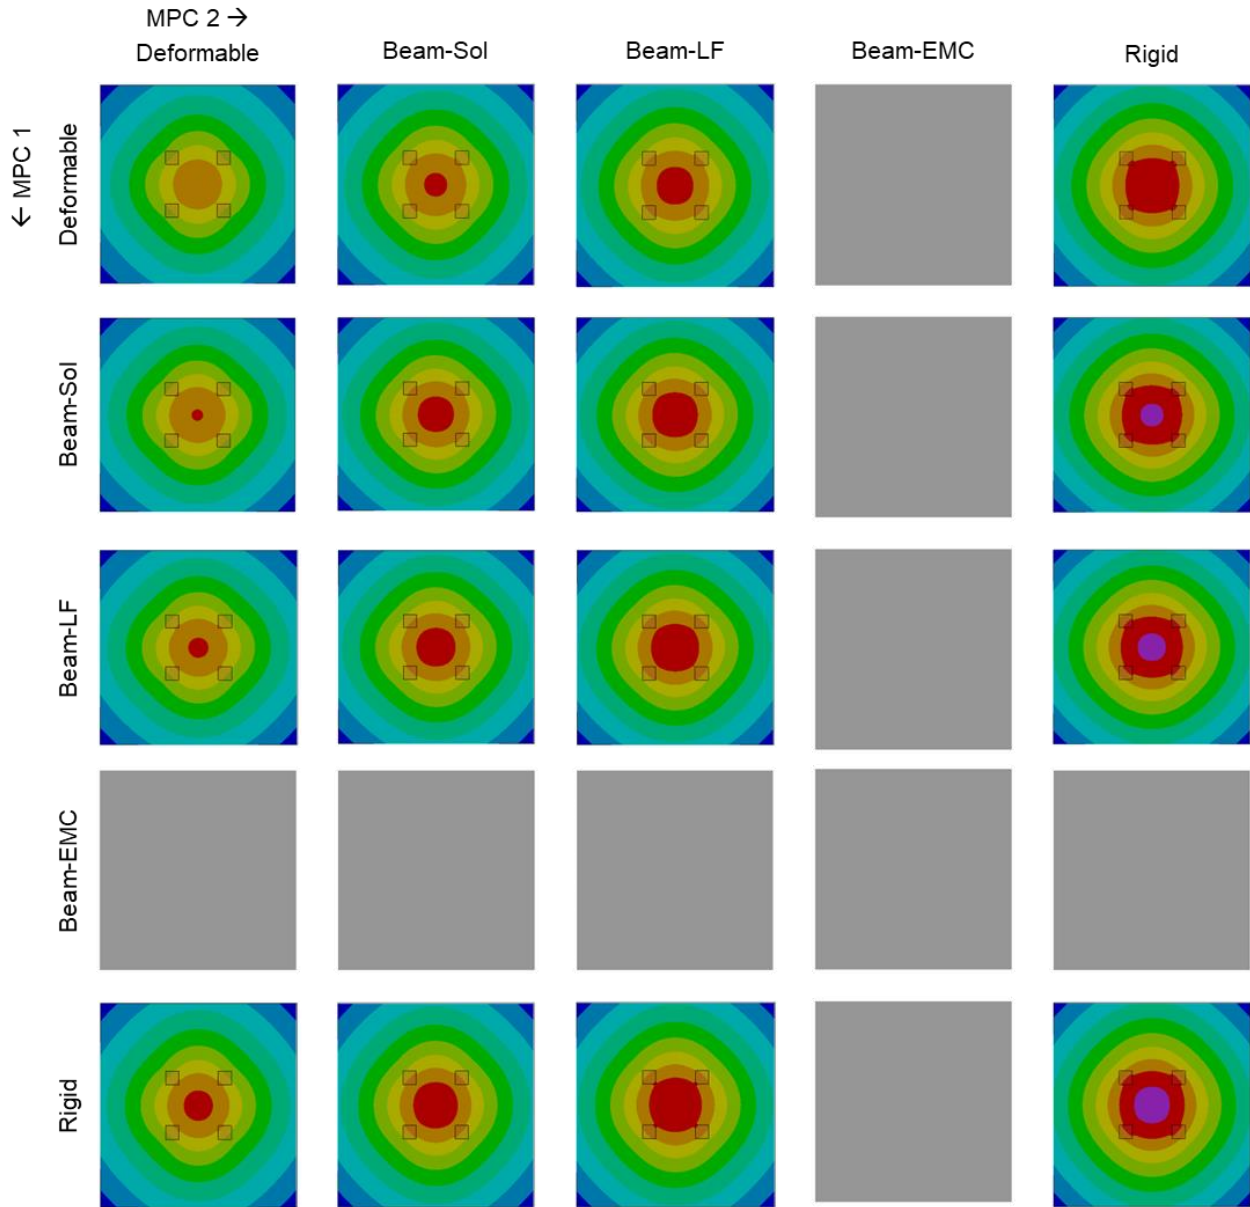 MPC 2 →
Deformable
Beam-Sol
Beam-LF
Beam-EMC
Rigid
← MPC 1
Deformable
Beam-Sol
Beam-LF
Beam-EMC
Rigid